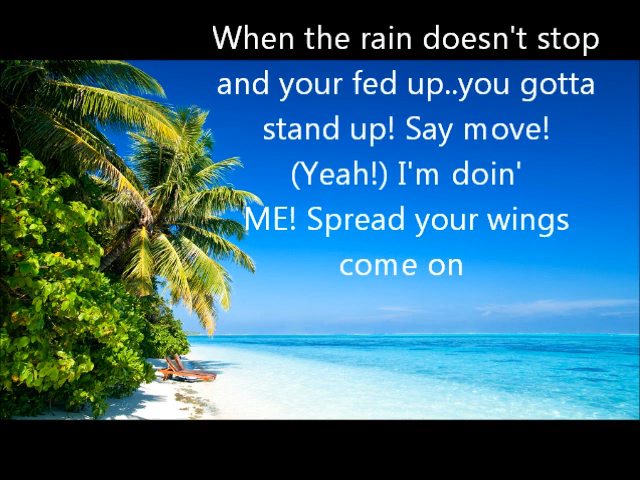 When the rain doesn't stop
and your fed up..you gotta
stand up! Say move!
(Yeah!) I'm doin'
ME! Spread your wings
come on